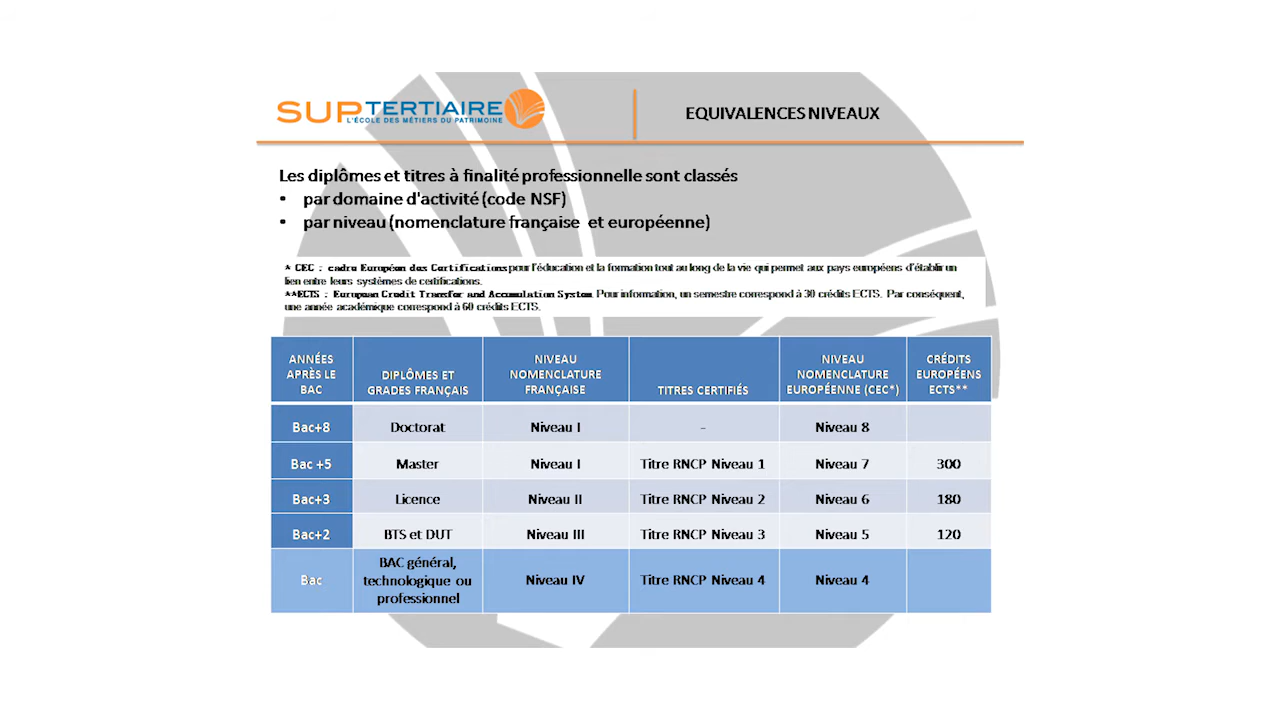 SUPTERTIAIRE
L'ÉCOLE DES MÉTIERS DU PATRIMOINE
EQUIVALENCES NIVEAUX
Les diplômes et titres à finalité professionnelle sont classés
• par domaine d'activité (code NSF)
• par niveau (nomenclature française et européenne)
* CEC : cadre Européen des Certifications pour l'éducation et la formation tout au long de la vie qui permet aux pays européens d'établir un
lien entre leurs systèmes de certifications.
**ECTS : European Credit Transfer and Accumulation System. Pour information, un semestre correspond à 30 crédits ECTS. Par conséquent,
une année académique correspond à 60 crédits ECTS.
ANNÉES
APRÈS LE
BAC
DIPLÔMES ET
GRADES FRANÇAIS
NIVEAU
NOMENCLATURE
FRANÇAISE
TITRES CERTIFIÉS
NIVEAU
NOMENCLATURE
EUROPÉENNE (CEC*)
CRÉDITS
EUROPÉENS
ECTS**
Bac+8 Doctorat Niveau I - Niveau 8
Bac +5 Master Niveau I Titre RNCP Niveau 1 Niveau 7 300
Bac+3 Licence Niveau II Titre RNCP Niveau 2 Niveau 6 180
Bac+2 BTS et DUT Niveau III Titre RNCP Niveau 3 Niveau 5 120
Bac
BAC général,
technologique ou
professionnel
Niveau IV Titre RNCP Niveau 4 Niveau 4